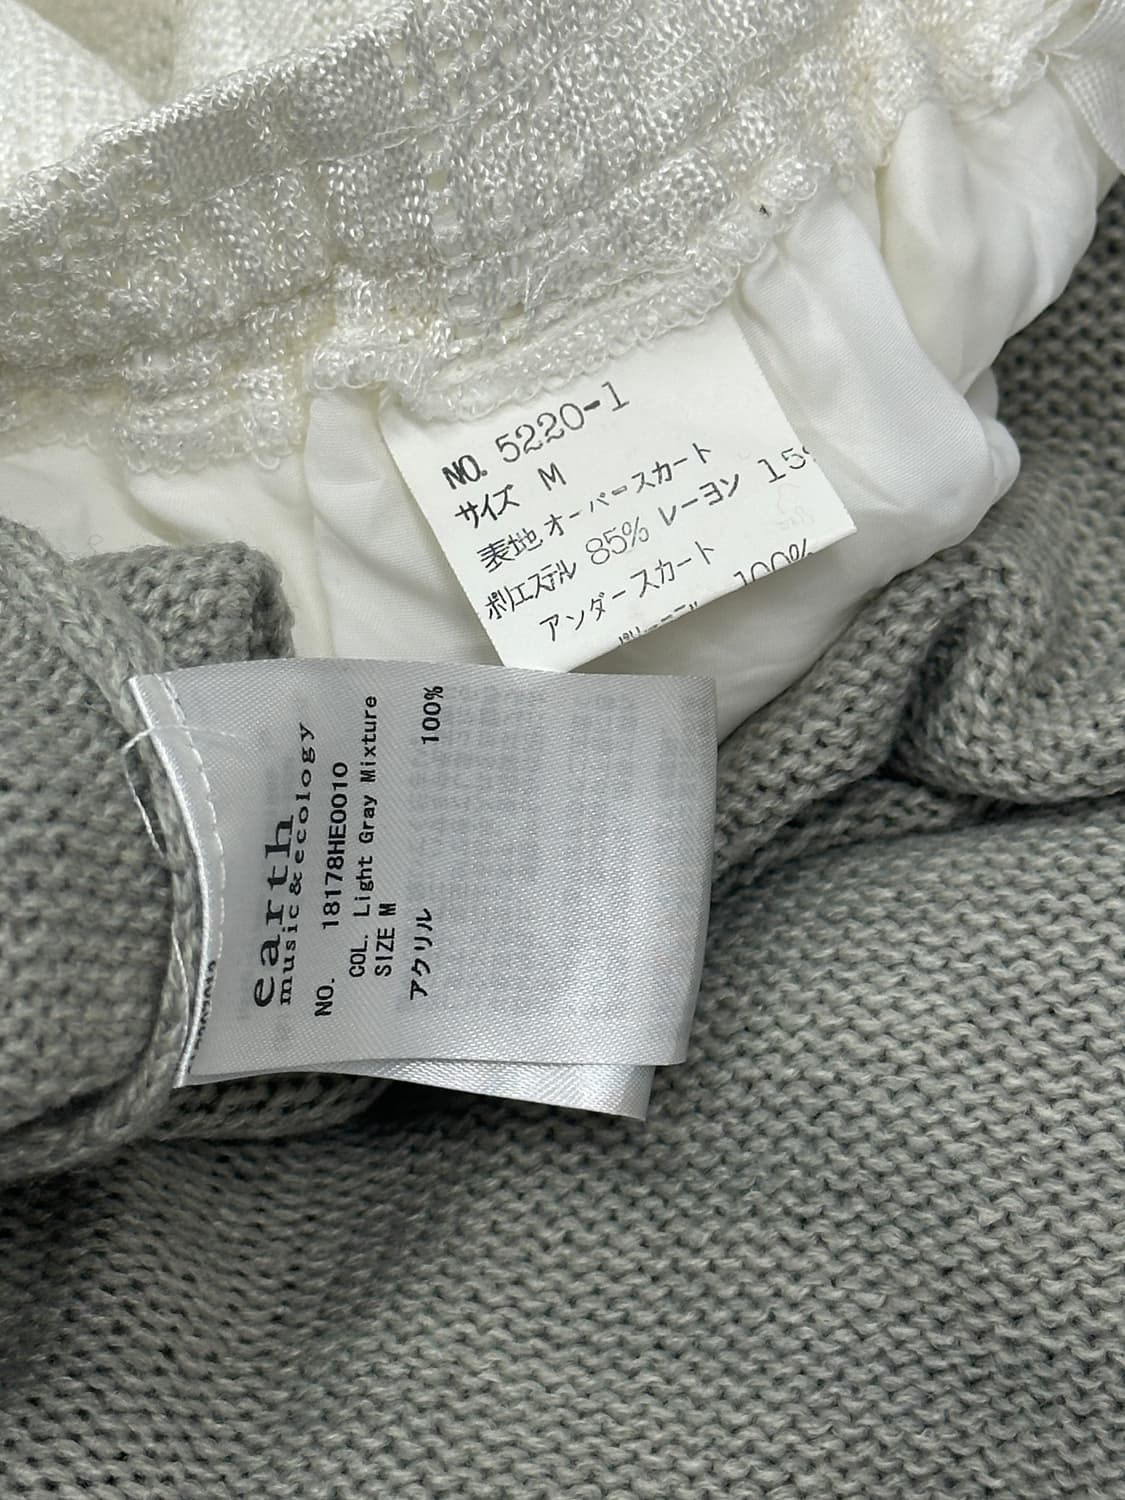 NO. 5220-1
サイズ M
表地 オーバースカート
ポリエステル 85% レーヨン 15
アンダースカート
100%
earth
music&ecology
NO. 18178HE0010
COL. Light Gray Mixture
SIZE M
アクリル 100%